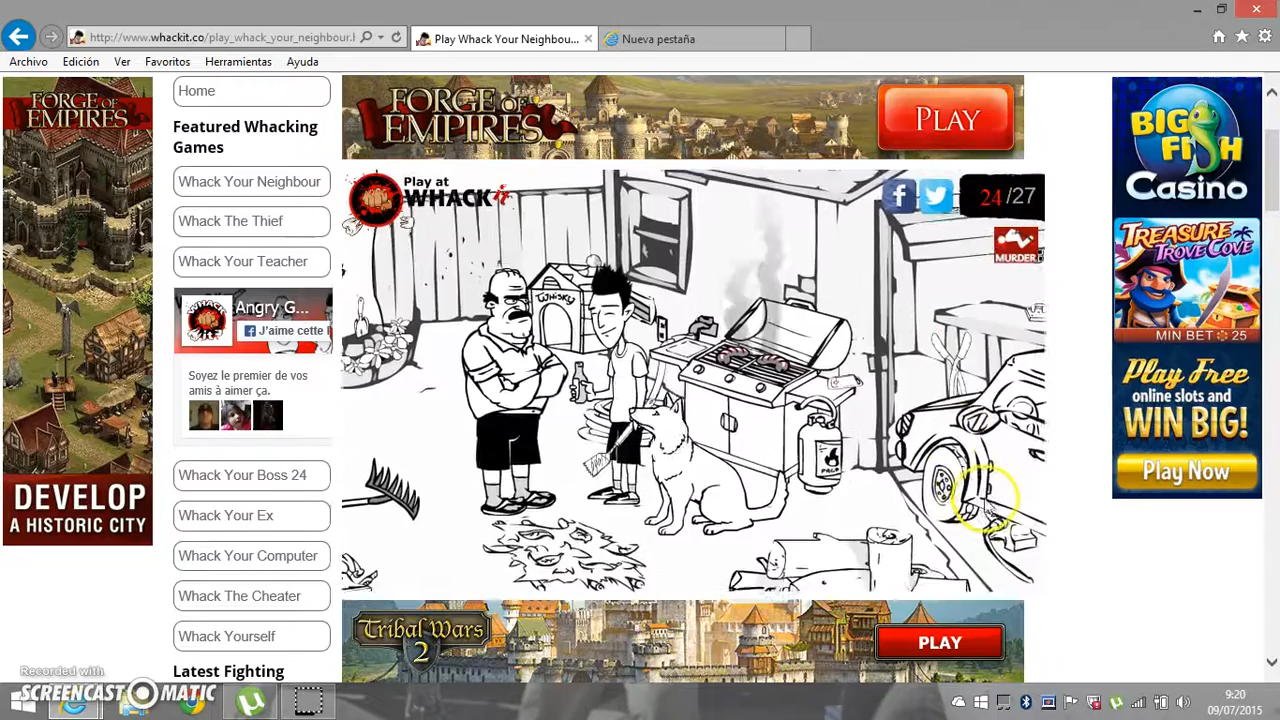 http://www.whackit.co/play_whack_your_neighbour.h
Play Whack Your Neighbou...
Nueva pestaña
Archivo Edición Ver Favoritos Herramientas Ayuda
FORGE OF EMPIRES
DEVELOP
A HISTORIC CITY
Home
Featured Whacking
Games
Whack Your Neighbour
Whack The Thief
Whack Your Teacher
Angry G...
J'aime cette
Soyez le premier de vos
amis à aimer ça.
Whack Your Boss 24
Whack Your Ex
Whack Your Computer
Whack The Cheater
Whack Yourself
Latest Fighting
FORGE OF
EMPIRES
PLAY
Play at
WHACK it
24 /27
MURDER
WHISKY
Tribal Wars
2
PLAY
BIG
FISH
Casino
TREASURE
TROVE COVE
MIN BET 25
Play Free
online slots and
WIN BIG!
Play Now
Recorded with
SCREENCAST MATIC
9:20
09/07/2015